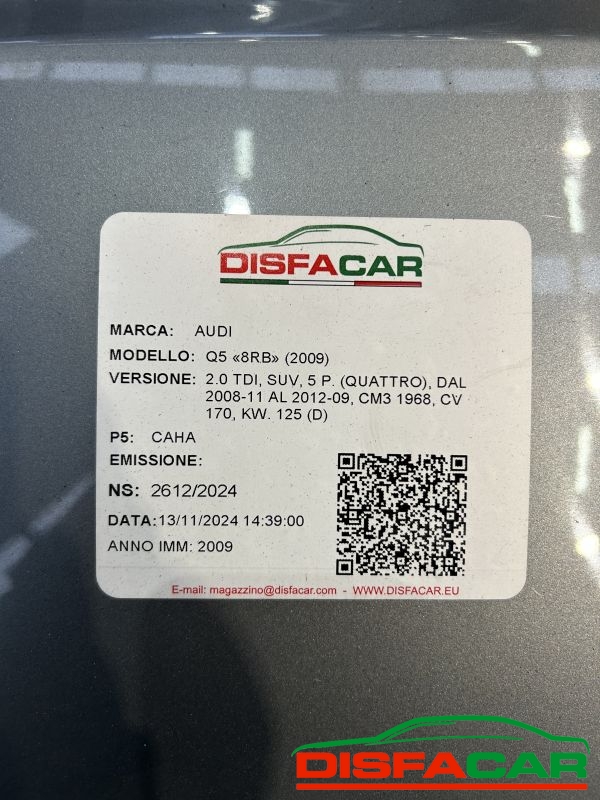 DISFACAR
MARCA: AUDI
MODELLO: Q5 «8RB» (2009)
VERSIONE: 2.0 TDI, SUV, 5 P. (QUATTRO), DAL
2008-11 AL 2012-09, CM3 1968, CV
170, KW. 125 (D)
P5: CAHA
EMISSIONE:
NS: 2612/2024
DATA:13/11/2024 14:39:00
ANNO IMM: 2009
E-mail: magazzino@disfacar.com - WWW.DISFACAR.EU
DISFACAR